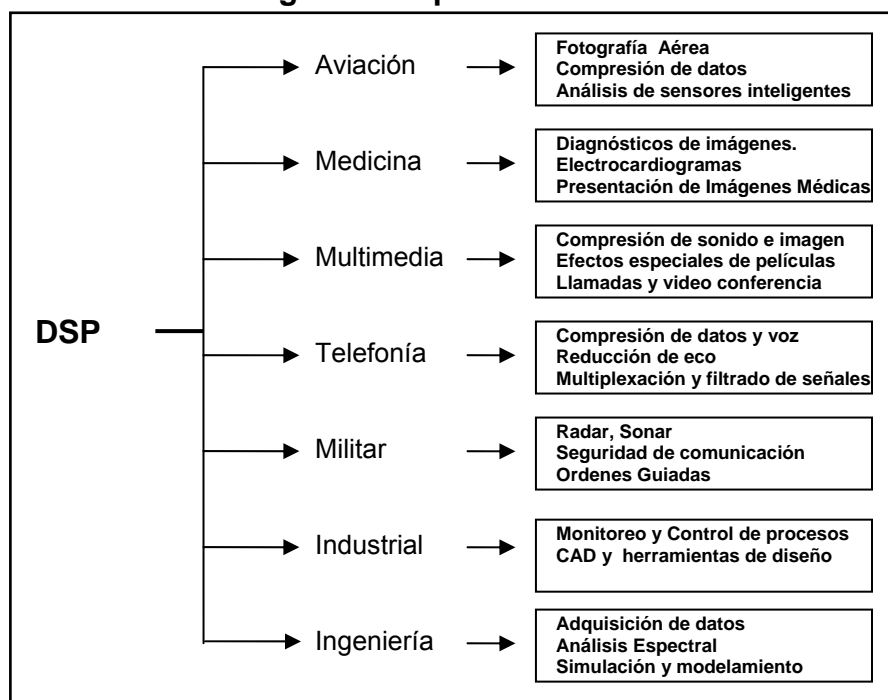 DSP
Aviación
Fotografía Aérea
Compresión de datos
Análisis de sensores inteligentes
Medicina
Diagnósticos de imágenes.
Electrocardiogramas
Presentación de Imágenes Médicas
Multimedia
Compresión de sonido e imagen
Efectos especiales de películas
Llamadas y video conferencia
Telefonía
Compresión de datos y voz
Reducción de eco
Multiplexación y filtrado de señales
Militar
Radar, Sonar
Seguridad de comunicación
Ordenes Guiadas
Industrial
Monitoreo y Control de procesos
CAD y herramientas de diseño
Ingeniería
Adquisición de datos
Análisis Espectral
Simulación y modelamiento